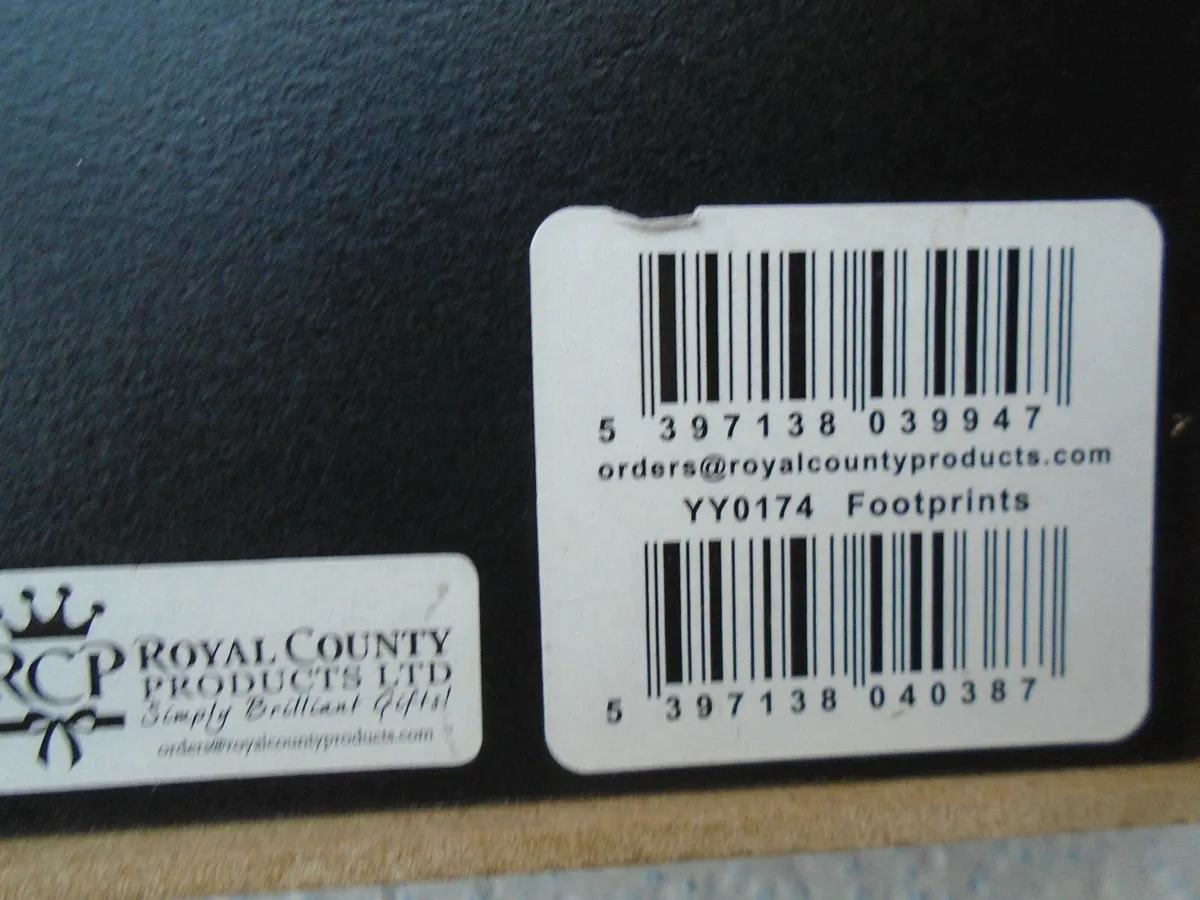 5 397138 039947
orders@royalcountyproducts.com
YY0174 Footprints
5 397138 040387
RCP
ROYAL COUNTY
PRODUCTS LTD
Simply Brilliant Gifts!
orders@royalcountyproducts.com